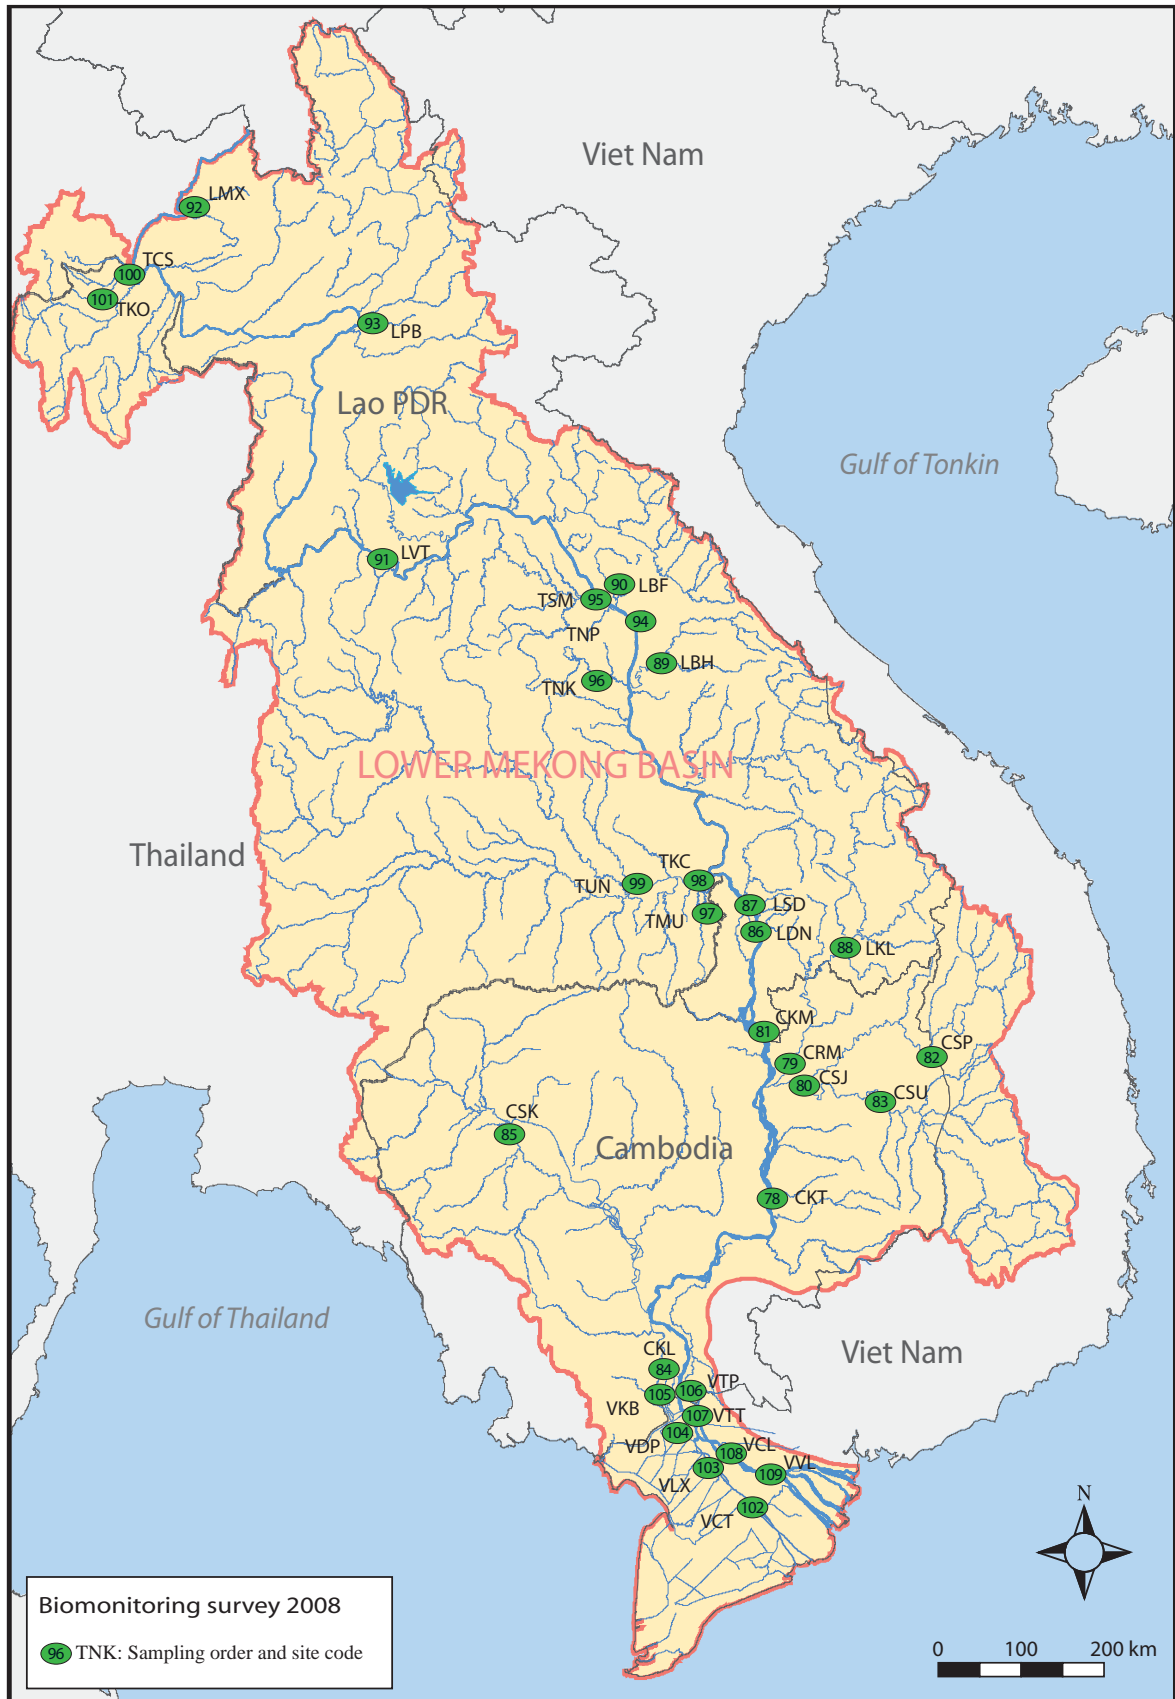 Viet Nam
92 LMX
100 TCS
101 TKO
93 LPB
Lao PDR
Gulf of Tonkin
91 LVT
90 LBF
TSM 95
TNP 94
89 LBH
TNK 96
LOWER MEKONG BASIN
Thailand
TKC 98
TUN 99
TMU 97
87 LSD
86 LDN
88 LKL
81 CKM
79 CRM
80 CSJ
82 CSP
83 CSU
CSK 85
Cambodia
78 CKT
Gulf of Thailand
Viet Nam
CKL 84
VKB 105
106 VTP
107 VTT
VDP 104
108 VCL
VLX 103
109 VVL
VCT 102
N
Biomonitoring survey 2008
96 TNK: Sampling order and site code
0 100 200 km